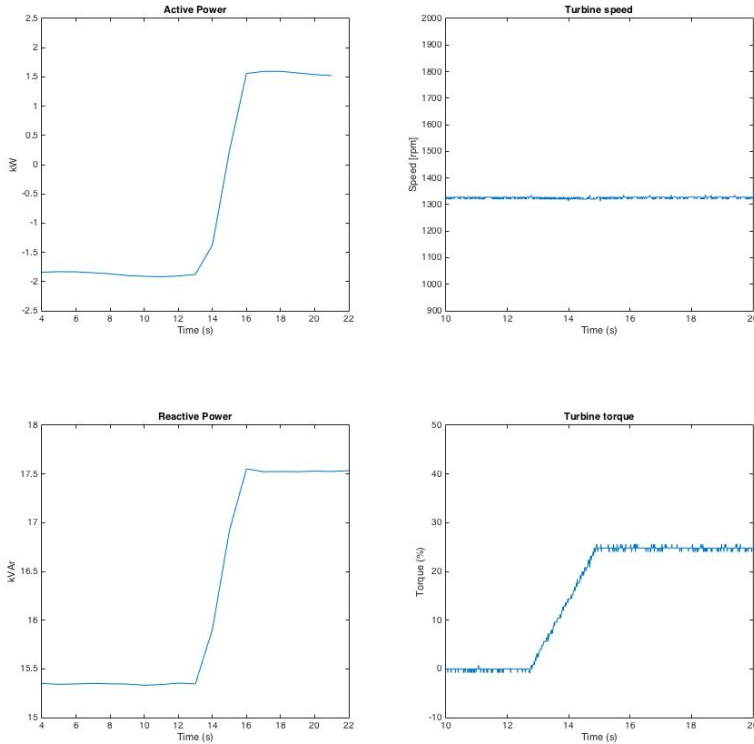 Active Power
2.5
2
1.5
1
0.5
0
-0.5
-1
-1.5
-2
-2.5
kW
4 6 8 10 12 14 16 18 20 22
Time (s)
Turbine speed
2000
1900
1800
1700
1600
1500
1400
1300
1200
1100
1000
900
Speed [rpm]
10 12 14 16 18 20
Time (s)
Reactive Power
18
17.5
17
16.5
16
15.5
15
kVAr
4 6 8 10 12 14 16 18 20 22
Time (s)
Turbine torque
50
40
30
20
10
0
-10
Torque (%)
10 12 14 16 18 20
Time (s)